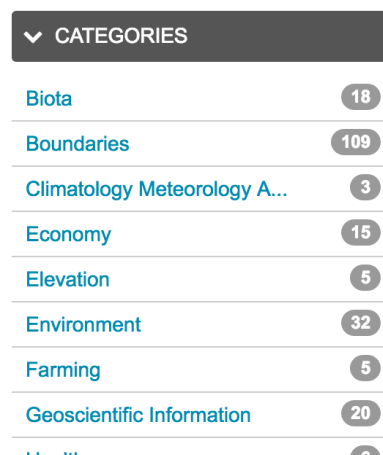 CATEGORIES
Biota 18
Boundaries 109
Climatology Meteorology A... 3
Economy 15
Elevation 5
Environment 32
Farming 5
Geoscientific Information 20